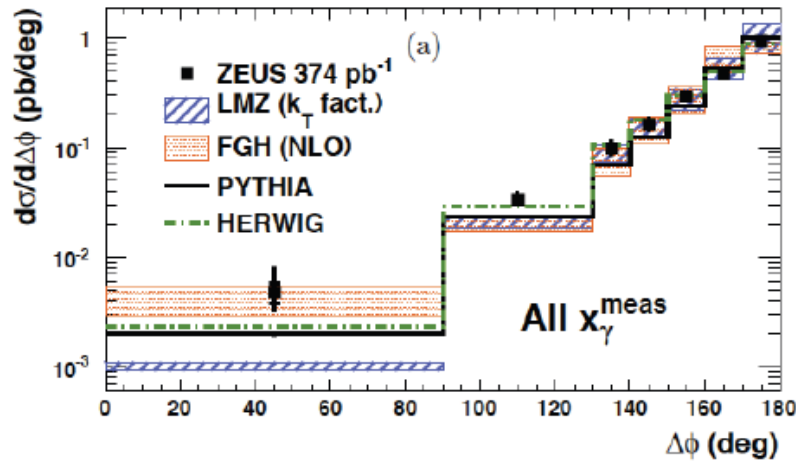 (a)
ZEUS 374 pb⁻¹
LMZ (k_T fact.)
FGH (NLO)
PYTHIA
HERWIG
All x_γ^meas
dσ/dΔϕ (pb/deg)
1
10⁻¹
10⁻²
10⁻³
0 20 40 60 80 100 120 140 160 180
Δϕ (deg)